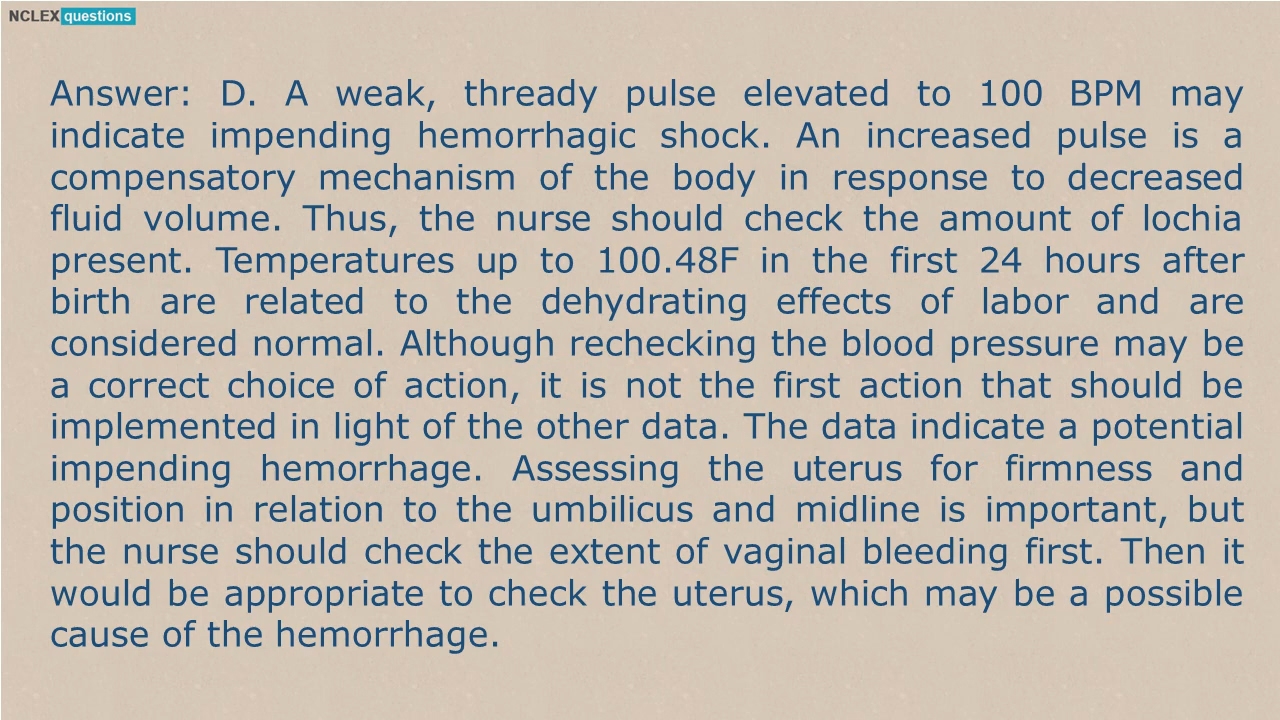 NCLEX questions
Answer: D. A weak, thready pulse elevated to 100 BPM may
indicate impending hemorrhagic shock. An increased pulse is a
compensatory mechanism of the body in response to decreased
fluid volume. Thus, the nurse should check the amount of lochia
present. Temperatures up to 100.48F in the first 24 hours after
birth are related to the dehydrating effects of labor and are
considered normal. Although rechecking the blood pressure may be
a correct choice of action, it is not the first action that should be
implemented in light of the other data. The data indicate a potential
impending hemorrhage. Assessing the uterus for firmness and
position in relation to the umbilicus and midline is important, but
the nurse should check the extent of vaginal bleeding first. Then it
would be appropriate to check the uterus, which may be a possible
cause of the hemorrhage.